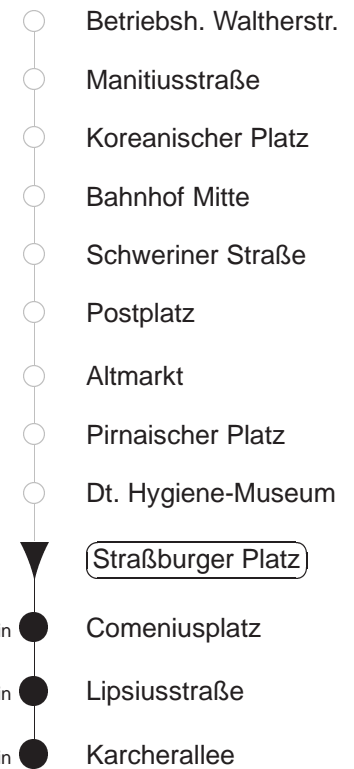 Betriebsh. Waltherstr.
Manitiusstraße
Koreanischer Platz
Bahnhof Mitte
Schweriner Straße
Postplatz
Altmarkt
Pirnaischer Platz
Dt. Hygiene-Museum
Straßburger Platz
Comeniusplatz
Lipsiusstraße
Karcherallee